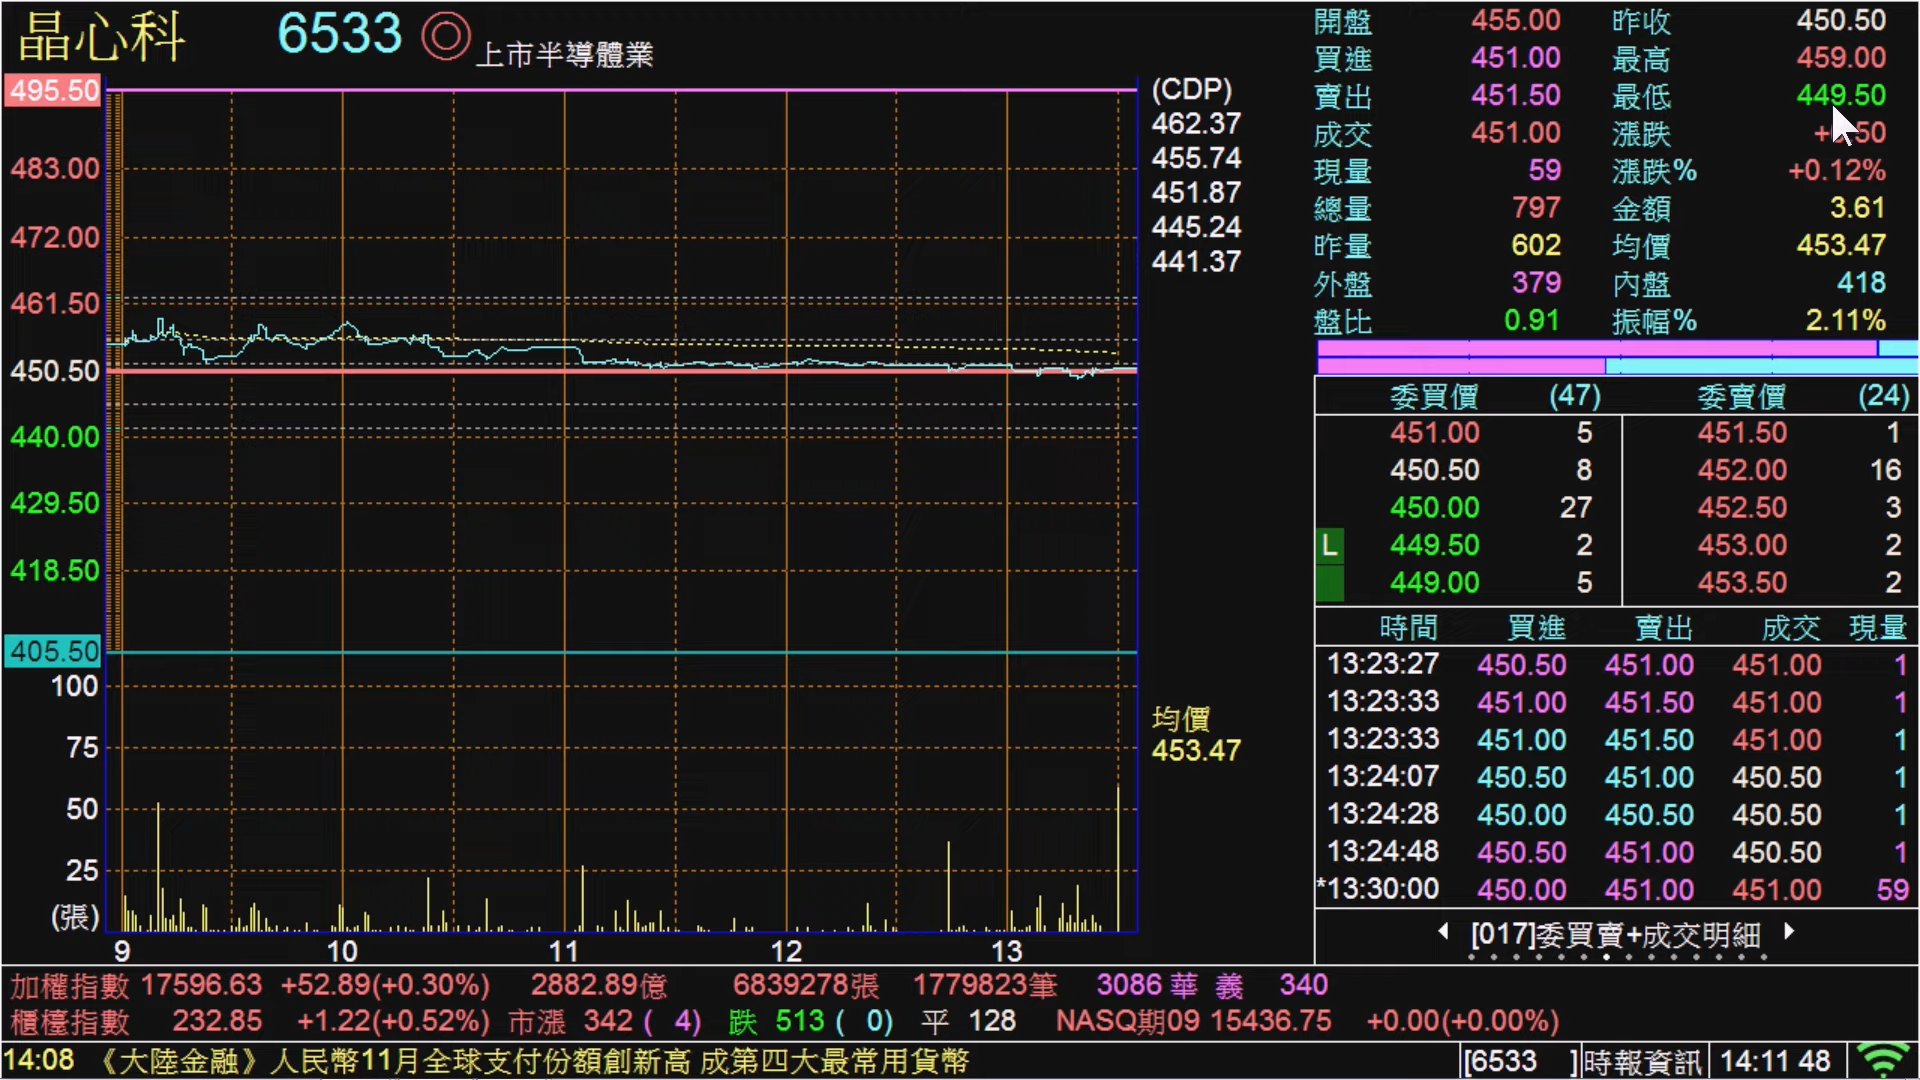 晶心科 6533 ◎ 上市半導體業
495.50
483.00
472.00
461.50
450.50
440.00
429.50
418.50
405.50
100
75
50
25
(張)
9 10 11 12 13
(CDP)
462.37
455.74
451.87
445.24
441.37
均價
453.47
開盤 455.00 昨收 450.50
買進 451.00 最高 459.00
賣出 451.50 最低 449.50
成交 451.00 漲跌 50
現量 59 漲跌% +0.12%
總量 797 金額 3.61
昨量 602 均價 453.47
外盤 379 內盤 418
盤比 0.91 振幅% 2.11%
委買價 (47) 委賣價 (24)
451.00 5 451.50 1
450.50 8 452.00 16
450.00 27 452.50 3
L 449.50 2 453.00 2
449.00 5 453.50 2
時間 買進 賣出 成交 現量
13:23:27 450.50 451.00 451.00 1
13:23:33 451.00 451.50 451.00 1
13:23:33 451.00 451.50 451.00 1
13:24:07 450.50 451.00 450.50 1
13:24:28 450.00 450.50 450.50 1
13:24:48 450.50 451.00 450.50 1
*13:30:00 450.00 451.00 451.00 59
[017]委買賣+成交明細
加權指數 17596.63 +52.89(+0.30%) 2882.89億 6839278張 1779823筆 3086 華 義 340
櫃檯指數 232.85 +1.22(+0.52%) 市漲 342 ( 4) 跌 513 ( 0) 平 128 NASQ期09 15436.75 +0.00(+0.00%)
14:08 《大陸金融》人民幣11月全球支付份額創新高 成第四大最常用貨幣 [6533 ] 時報資訊 14:11 48